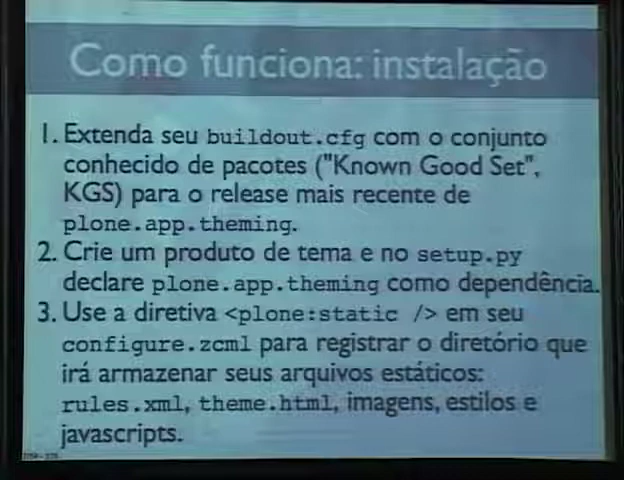 Como funciona: instalação
1. Extenda seu buildout.cfg com o conjunto
conhecido de pacotes ("Known Good Set",
KGS) para o release mais recente de
plone.app.theming.
2. Crie um produto de tema e no setup.py
declare plone.app.theming como dependência.
3. Use a diretiva <plone:static /> em seu
configure.zcml para registrar o diretório que
irá armazenar seus arquivos estáticos:
rules.xml, theme.html, imagens, estilos e
javascripts.